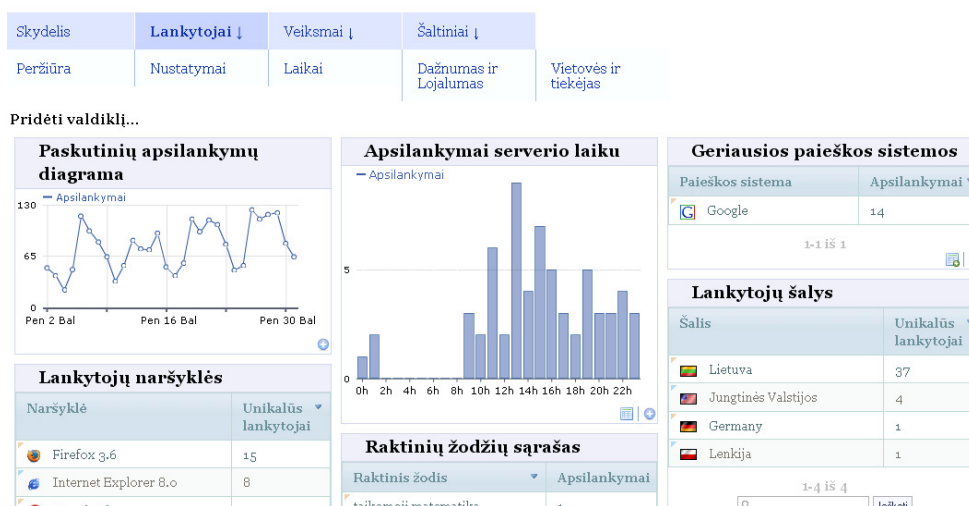 Skydelis
Lankytojai ↓
Veiksmai ↓
Šaltiniai ↓
Peržiūra
Nustatymai
Laikai
Dažnumas ir
Lojalumas
Vietovės ir
tiekėjas
Pridėti valdiklį...
Paskutinių apsilankymų
diagrama
Apsilankymai
130
65
0
Pen 2 Bal
Pen 16 Bal
Pen 30 Bal
Lankytojų naršyklės
Naršyklė
Unikalūs
lankytojai
Firefox 3.6
15
Internet Explorer 8.0
8
Apsilankymai serverio laiku
Apsilankymai
5
0
0h 2h 4h 6h 8h 10h 12h 14h 16h 18h 20h 22h
Raktinių žodžių sąrašas
Raktinis žodis
Apsilankymai
taikomoji matematika
Geriausios paieškos sistemos
Paieškos sistema
Apsilankymai
Google
14
1-1 iš 1
Lankytojų šalys
Šalis
Unikalūs
lankytojai
Lietuva
37
Jungtinės Valstijos
4
Germany
1
Lenkija
1
1-4 iš 4
Ieškoti